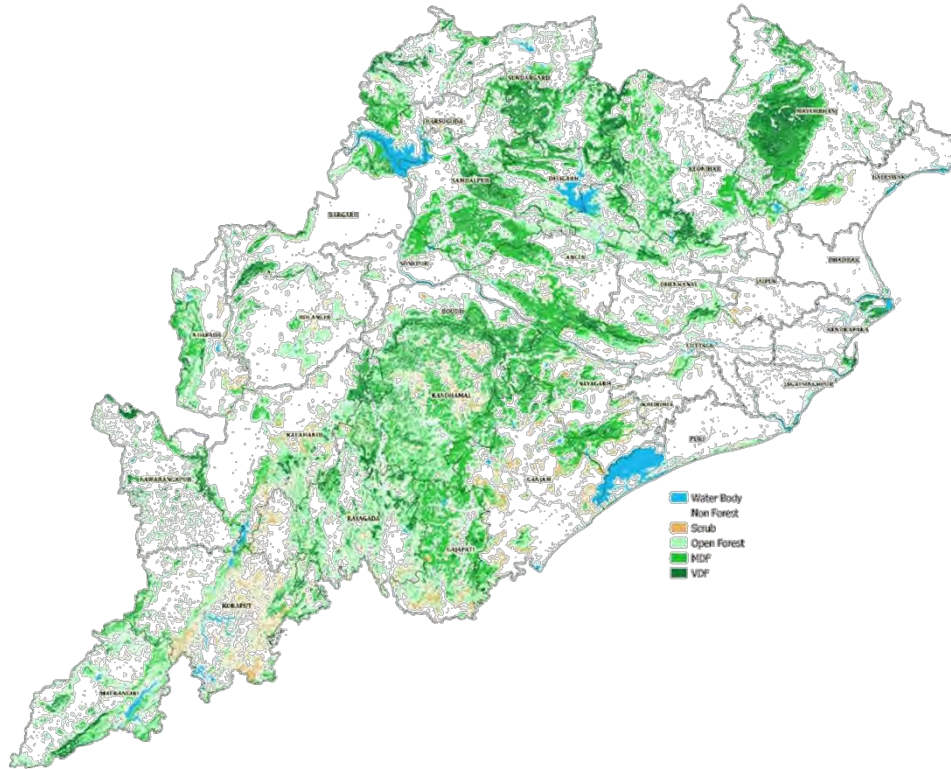 SUNDARGARH
MAYURBHANJ
JHARSUGUDA
KEONJHAR
BALESWAR
SAMBALPUR
DEOGARH
BARGARH
SONEPUR
ANGUL
DHENKANAL
JAJPUR
BHADRAK
KENDRAPARA
BOUDH
BOLANGIR
NUAPADA
CUTTACK
JAGATSINGHPUR
NAYAGARH
KANDHAMAL
KHORDHA
PURI
KALAHANDI
GANJAM
NAWARANGPUR
RAYAGADA
GAJAPATI
KORAPUT
MALKANGIRI
Water Body
Non Forest
Scrub
Open Forest
MDF
VDF